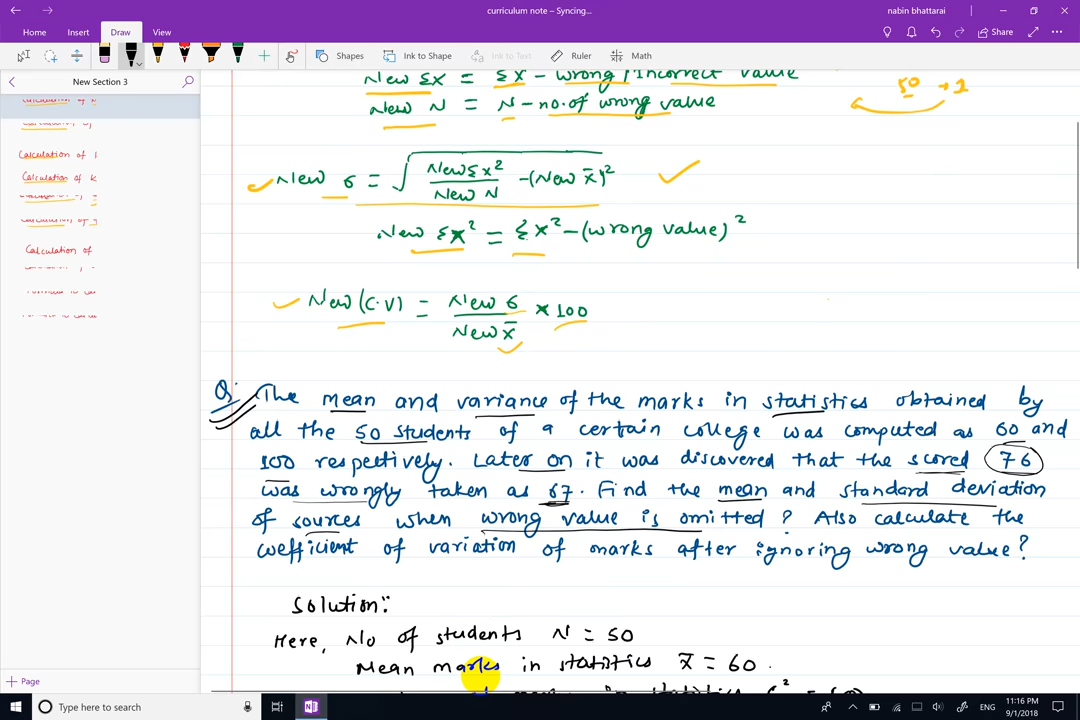 curriculum note - Syncing...
nabin bhattarai
Home Insert Draw View
Share
Shapes Ink to Shape Ink to Text Ruler Math
New Section 3
Calculation of
Calculation of
Calculation of
Calculation of
Calculation of
Page
New Σx = Σx - wrong/Incorrect value
New N = N - no. of wrong value
50 → 1
New σ = √ New Σx² / New N - (New x̄)²
New Σx² = Σx² - (wrong value)²
New (C.V) = New σ / New x̄ × 100
Q: The mean and variance of the marks in statistics obtained by
all the 50 students of a certain college was computed as 60 and
100 respectively. Later on it was discovered that the scored 76
was wrongly taken as 67. Find the mean and standard deviation
of sources when wrong value is omitted? Also calculate the
coefficient of variation of marks after ignoring wrong value?
Solution:
Here, No of students N = 50
Mean marks in statistics x̄ = 60.
Type here to search
ENG
11:16 PM
9/1/2018